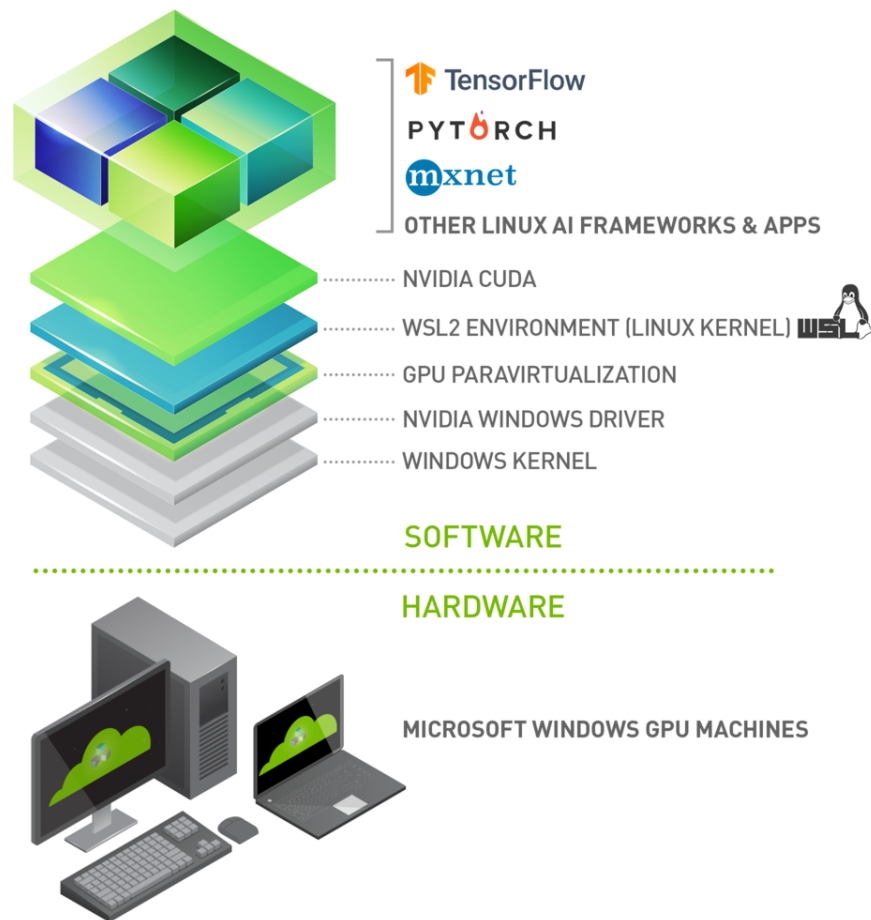 TensorFlow
PYTORCH
mxnet
OTHER LINUX AI FRAMEWORKS & APPS
NVIDIA CUDA
WSL2 ENVIRONMENT (LINUX KERNEL) WSL
GPU PARAVIRTUALIZATION
NVIDIA WINDOWS DRIVER
WINDOWS KERNEL
SOFTWARE
HARDWARE
MICROSOFT WINDOWS GPU MACHINES